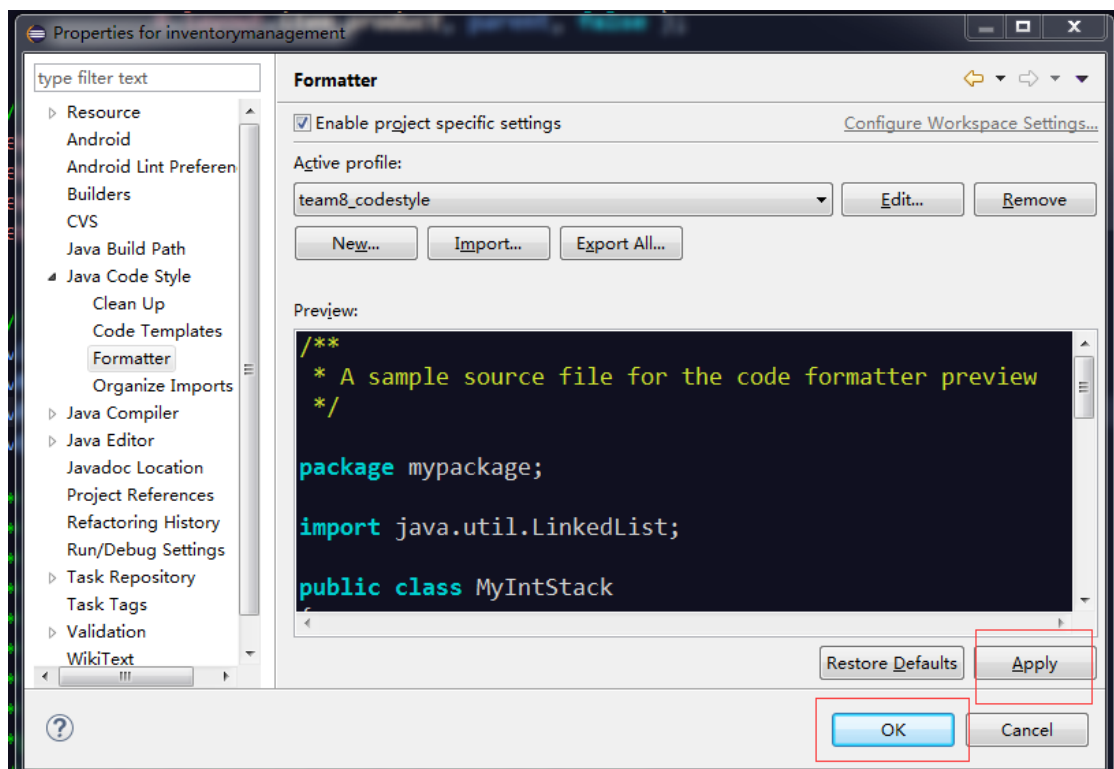 product, parent, false );
Properties for inventorymanagement
type filter text
Resource
Android
Android Lint Preferen
Builders
CVS
Java Build Path
Java Code Style
Clean Up
Code Templates
Formatter
Organize Imports
Java Compiler
Java Editor
Javadoc Location
Project References
Refactoring History
Run/Debug Settings
Task Repository
Task Tags
Validation
WikiText
Formatter
Enable project specific settings
Configure Workspace Settings...
Active profile:
team8_codestyle
Edit...
Remove
New...
Import...
Export All...
Preview:
/**
* A sample source file for the code formatter preview
*/
package mypackage;
import java.util.LinkedList;
public class MyIntStack
Restore Defaults
Apply
OK
Cancel